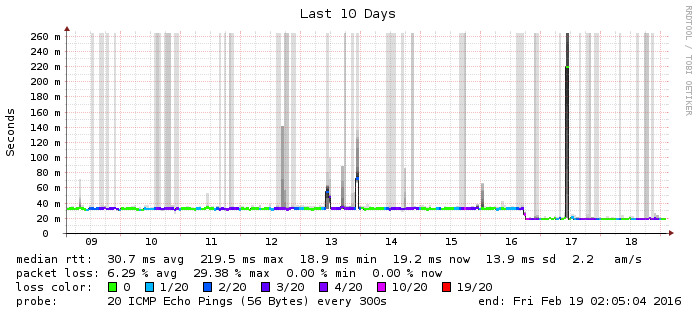 Last 10 Days
RRDTOOL / TOBI OETIKER
Seconds
260 m
240 m
220 m
200 m
180 m
160 m
140 m
120 m
100 m
80 m
60 m
40 m
20 m
0
09 10 11 12 13 14 15 16 17 18
median rtt: 30.7 ms avg 219.5 ms max 18.9 ms min 19.2 ms now 13.9 ms sd 2.2 am/s
packet loss: 6.29 % avg 29.38 % max 0.00 % min 0.00 % now
loss color: 0 1/20 2/20 3/20 4/20 10/20 19/20
probe: 20 ICMP Echo Pings (56 Bytes) every 300s end: Fri Feb 19 02:05:04 2016